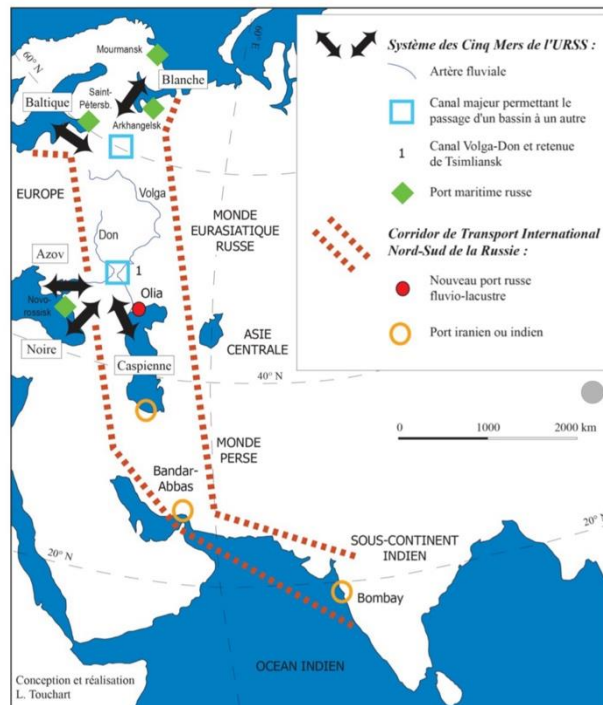 60° N
60° E
Mourmansk
Blanche
Saint-
Pétersb.
Baltique
Arkhangelsk
EUROPE
Volga
MONDE
EURASIATIQUE
RUSSE
Don
Azov
1
Olia
Novo-
rossisk
Noire
Caspienne
ASIE
CENTRALE
40° N
MONDE
PERSE
Bandar-
Abbas
20° N
20° N
SOUS-CONTINENT
INDIEN
Bombay
OCEAN INDIEN
Conception et réalisation
L. Touchart
Système des Cinq Mers de l'URSS :
Artère fluviale
Canal majeur permettant le
passage d'un bassin à un autre
1
Canal Volga-Don et retenue
de Tsimliansk
Port maritime russe
Corridor de Transport International
Nord-Sud de la Russie :
Nouveau port russe
fluvio-lacustre
Port iranien ou indien
0 1000 2000 km